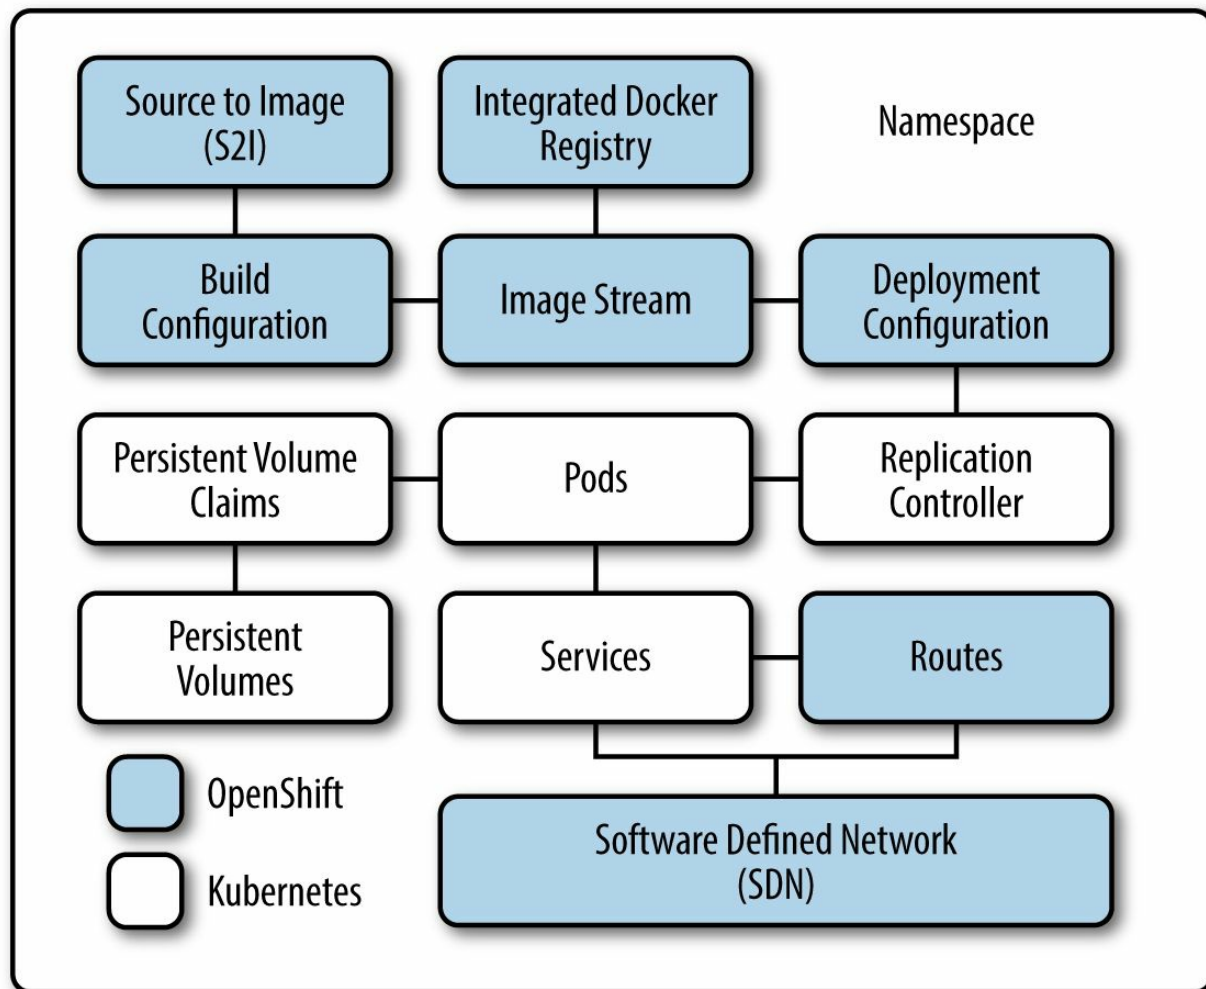 Source to Image
(S2I)
Integrated Docker
Registry
Namespace
Build
Configuration
Image Stream
Deployment
Configuration
Persistent Volume
Claims
Pods
Replication
Controller
Persistent
Volumes
Services
Routes
OpenShift
Software Defined Network
(SDN)
Kubernetes